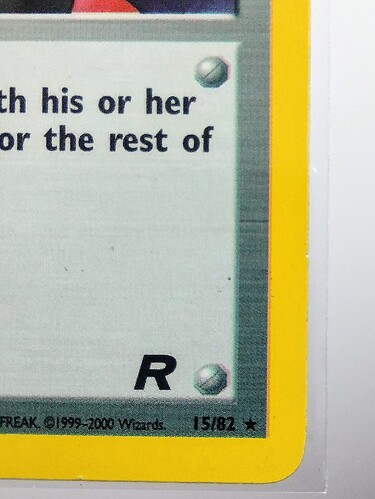 th his or her
or the rest of
R
FREAK. ©1999–2000 Wizards. 15/82 ★